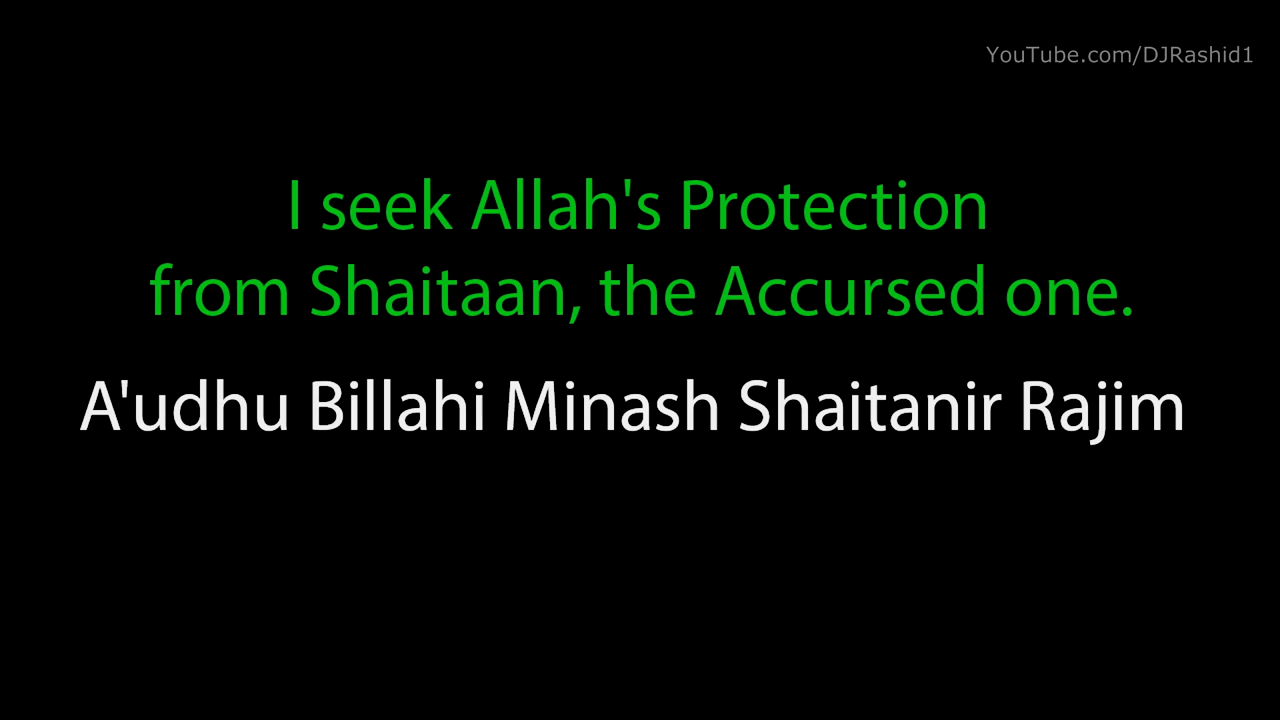 YouTube.com/DJRashid1
I seek Allah's Protection
from Shaitaan, the Accursed one.
A'udhu Billahi Minash Shaitanir Rajim